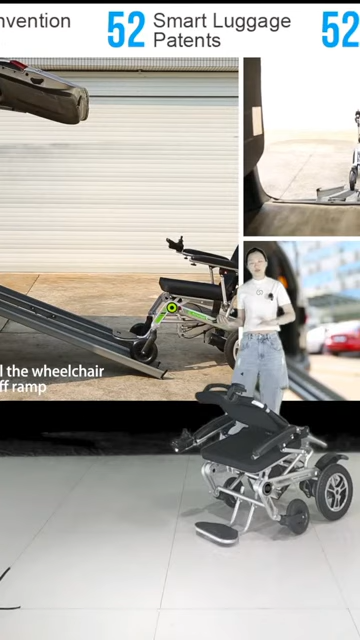 nvention
52 Smart Luggage
Patents
52
l the wheelchair
ff ramp